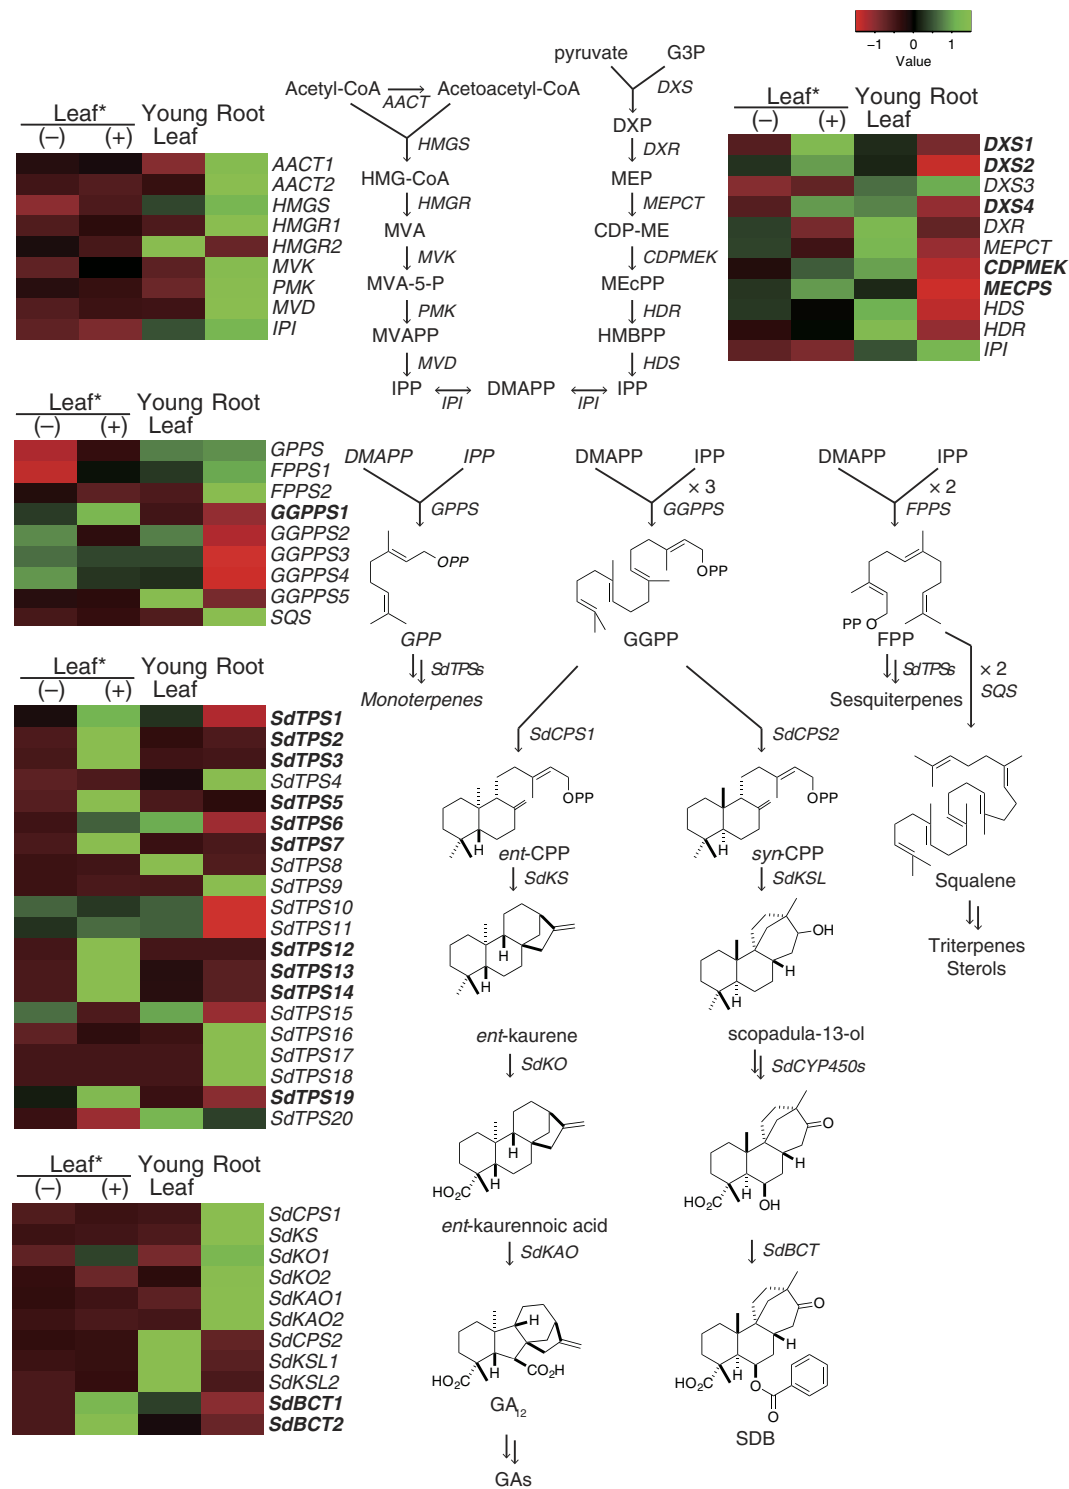 −1 0 1
Value
pyruvate G3P
DXS
Acetyl-CoA Acetoacetyl-CoA
AACT
HMGS
DXP
DXR
HMG-CoA MEP
HMGR MEPCT
MVA CDP-ME
MVK CDPMEK
MVA-5-P MEcPP
PMK HDR
MVAPP HMBPP
MVD HDS
IPP DMAPP IPP
IPI IPI
Leaf* Young Root
(−) (+) Leaf
AACT1
AACT2
HMGS
HMGR1
HMGR2
MVK
PMK
MVD
IPI
Leaf* Young Root
(−) (+) Leaf
DXS1
DXS2
DXS3
DXS4
DXR
MEPCT
CDPMEK
MECPS
HDS
HDR
IPI
Leaf* Young Root
(−) (+) Leaf
GPPS
FPPS1
FPPS2
GGPPS1
GGPPS2
GGPPS3
GGPPS4
GGPPS5
SQS
DMAPP IPP
GPPS
OPP
GPP
SdTPSs
Monoterpenes
DMAPP IPP
× 3
GGPPS
OPP
GGPP
DMAPP IPP
× 2
FPPS
PP O
FPP
SdTPSs × 2
Sesquiterpenes SQS
Squalene
Triterpenes
Sterols
Leaf* Young Root
(−) (+) Leaf
SdTPS1
SdTPS2
SdTPS3
SdTPS4
SdTPS5
SdTPS6
SdTPS7
SdTPS8
SdTPS9
SdTPS10
SdTPS11
SdTPS12
SdTPS13
SdTPS14
SdTPS15
SdTPS16
SdTPS17
SdTPS18
SdTPS19
SdTPS20
SdCPS1
OPP
H
ent-CPP
SdKS
H
H
ent-kaurene
SdKO
H
H
HO2C
ent-kaurennoic acid
SdKAO
H
H
HO2C CO2H
GA12
GAs
SdCPS2
OPP
H
syn-CPP
SdKSL
OH
H
H
scopadula-13-ol
SdCYP450s
O
H
H
HO2C OH
SdBCT
O
H
H
HO2C O
O
SDB
Leaf* Young Root
(−) (+) Leaf
SdCPS1
SdKS
SdKO1
SdKO2
SdKAO1
SdKAO2
SdCPS2
SdKSL1
SdKSL2
SdBCT1
SdBCT2